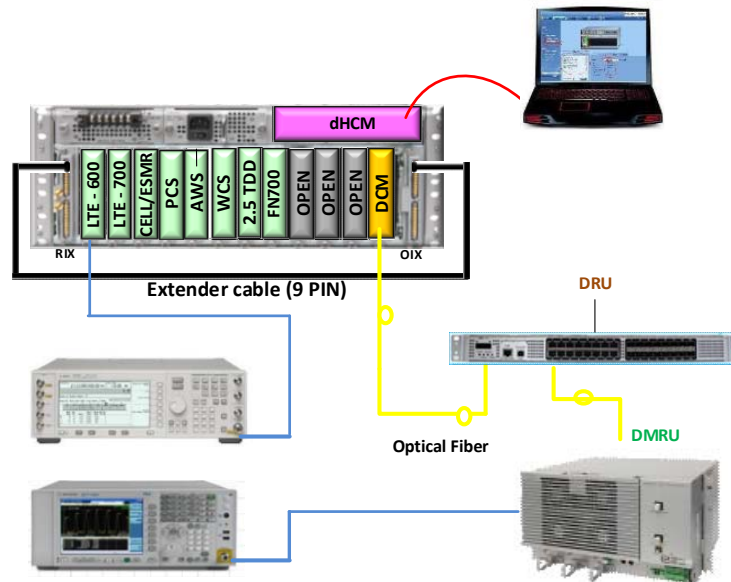 dHCM
LTE - 600
LTE - 700
CELL/ESMR
PCS
AWS
WCS
2.5 TDD
FN700
OPEN
OPEN
OPEN
DCM
RIX
OIX
Extender cable (9 PIN)
DRU
Optical Fiber
DMRU